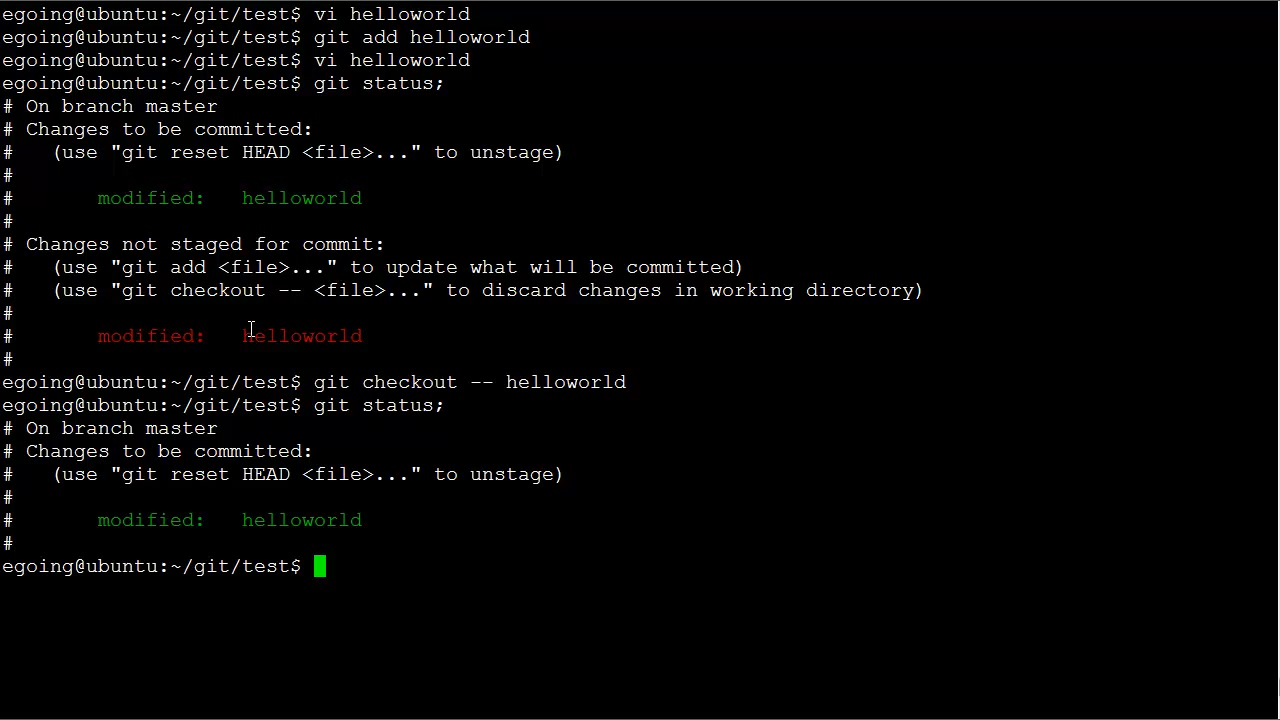 egoing@ubuntu:~/git/test$ vi helloworld
egoing@ubuntu:~/git/test$ git add helloworld
egoing@ubuntu:~/git/test$ vi helloworld
egoing@ubuntu:~/git/test$ git status;
# On branch master
# Changes to be committed:
#   (use "git reset HEAD <file>..." to unstage)
#
#       modified:   helloworld
#
# Changes not staged for commit:
#   (use "git add <file>..." to update what will be committed)
#   (use "git checkout -- <file>..." to discard changes in working directory)
#
#       modified:   helloworld
#
egoing@ubuntu:~/git/test$ git checkout -- helloworld
egoing@ubuntu:~/git/test$ git status;
# On branch master
# Changes to be committed:
#   (use "git reset HEAD <file>..." to unstage)
#
#       modified:   helloworld
#
egoing@ubuntu:~/git/test$